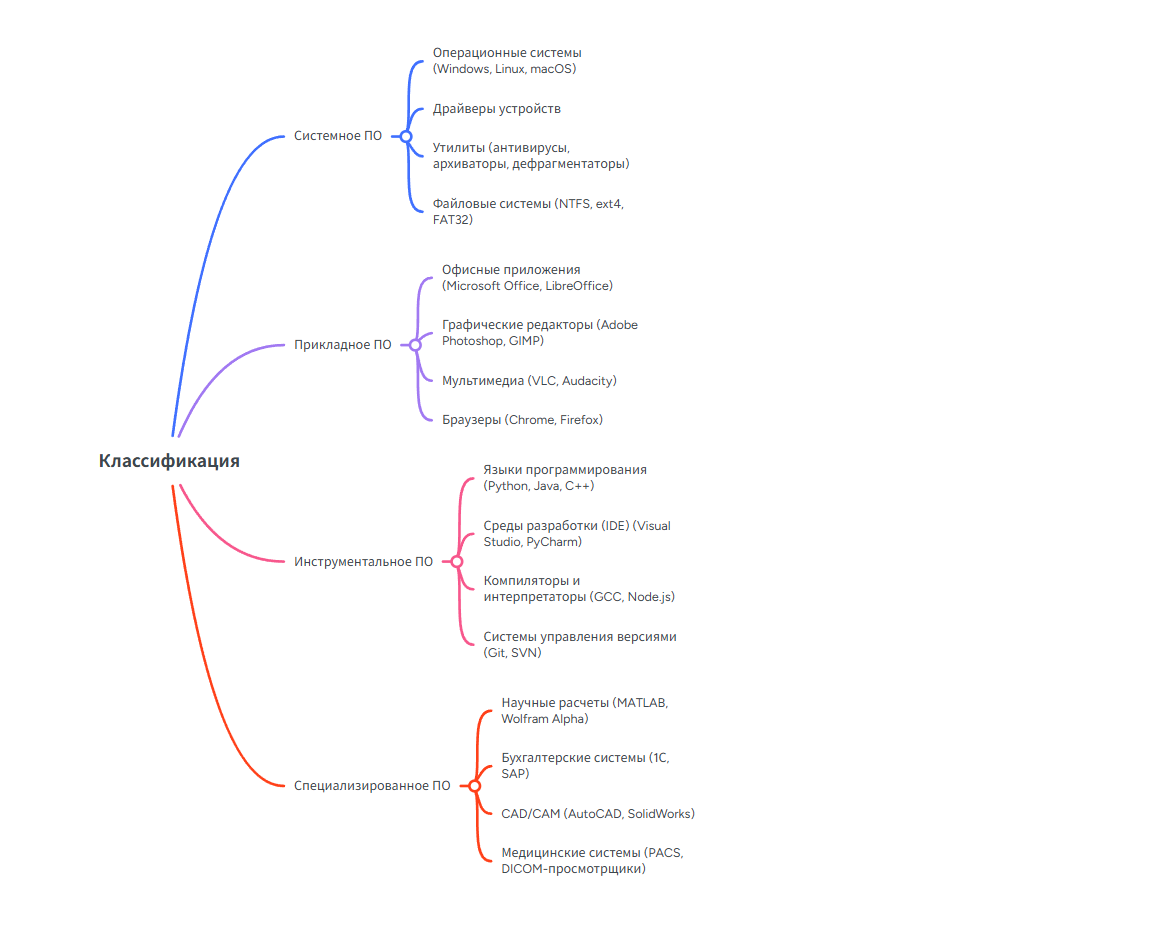 Классификация
Системное ПО
Операционные системы
(Windows, Linux, macOS)
Драйверы устройств
Утилиты (антивирусы,
архиваторы, дефрагментаторы)
Файловые системы (NTFS, ext4,
FAT32)
Прикладное ПО
Офисные приложения
(Microsoft Office, LibreOffice)
Графические редакторы (Adobe
Photoshop, GIMP)
Мультимедиа (VLC, Audacity)
Браузеры (Chrome, Firefox)
Инструментальное ПО
Языки программирования
(Python, Java, C++)
Среды разработки (IDE) (Visual
Studio, PyCharm)
Компиляторы и
интерпретаторы (GCC, Node.js)
Системы управления версиями
(Git, SVN)
Специализированное ПО
Научные расчеты (MATLAB,
Wolfram Alpha)
Бухгалтерские системы (1С,
SAP)
CAD/CAM (AutoCAD, SolidWorks)
Медицинские системы (PACS,
DICOM-просмотрщики)